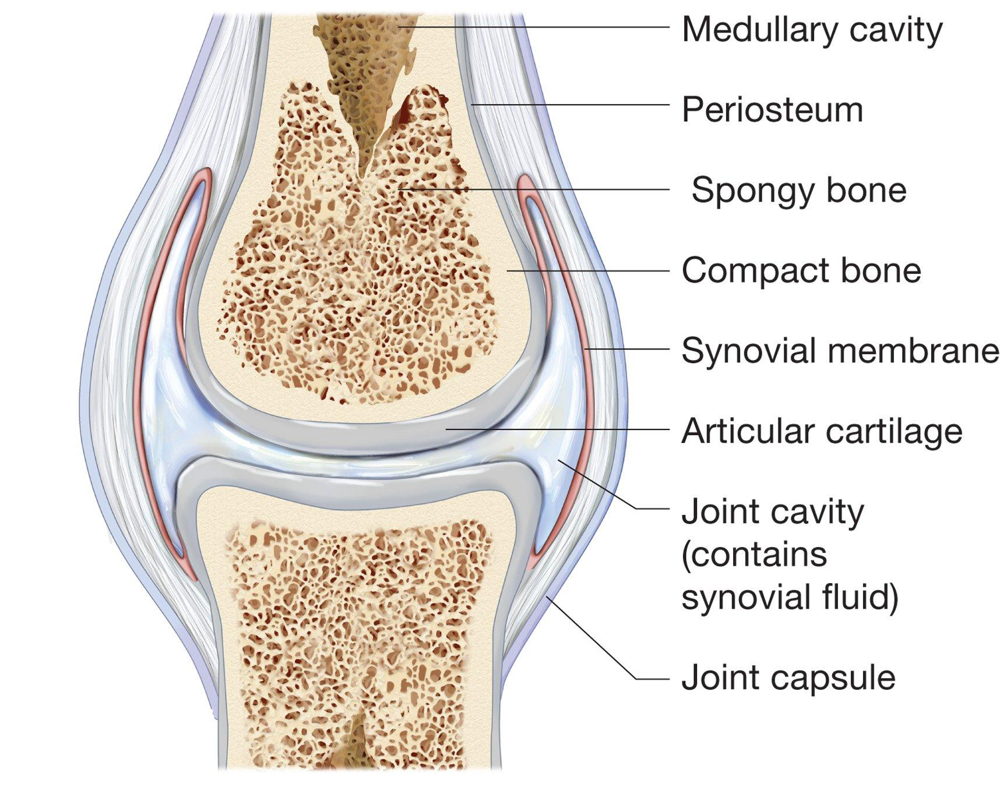 Medullary cavity
Periosteum
Spongy bone
Compact bone
Synovial membrane
Articular cartilage
Joint cavity
(contains
synovial fluid)
Joint capsule